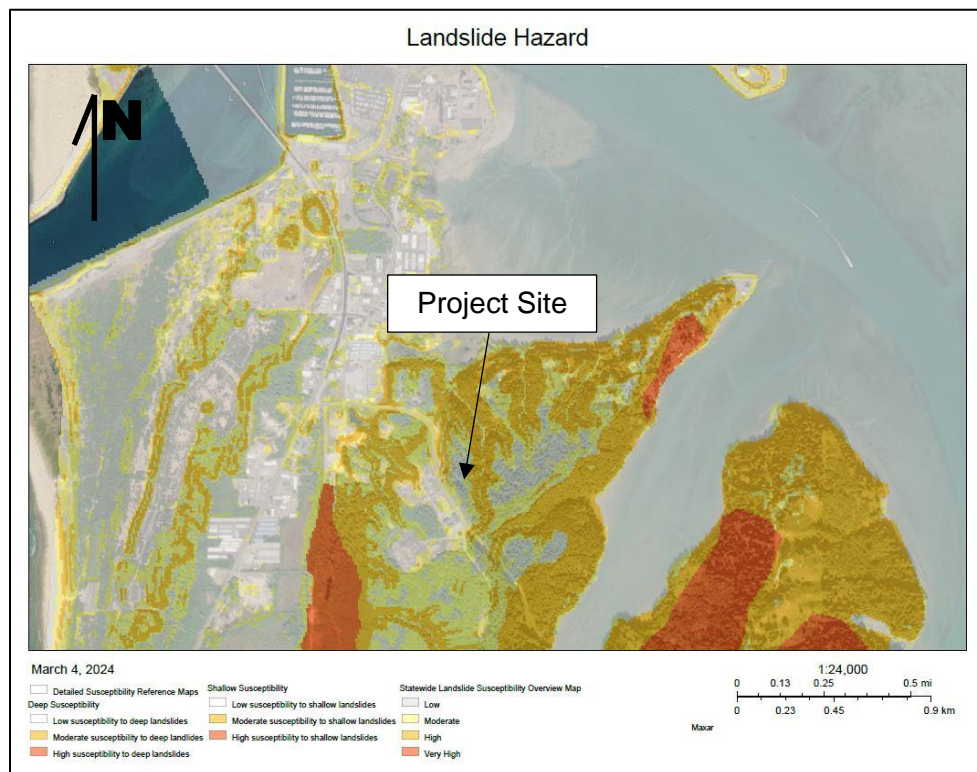 Landslide Hazard
N
Project Site
March 4, 2024
Detailed Susceptibility Reference Maps
Deep Susceptibility
Low susceptibility to deep landslides
Moderate susceptibility to deep landlides
High susceptibility to deep landslides
Shallow Susceptibility
Low susceptibility to shallow landslides
Moderate susceptibility to shallow landslides
High susceptibility to shallow landslides
Statewide Landslide Susceptibility Overview Map
Low
Moderate
High
Very High
1:24,000
0 0.13 0.25 0.5 mi
0 0.23 0.45 0.9 km
Maxar